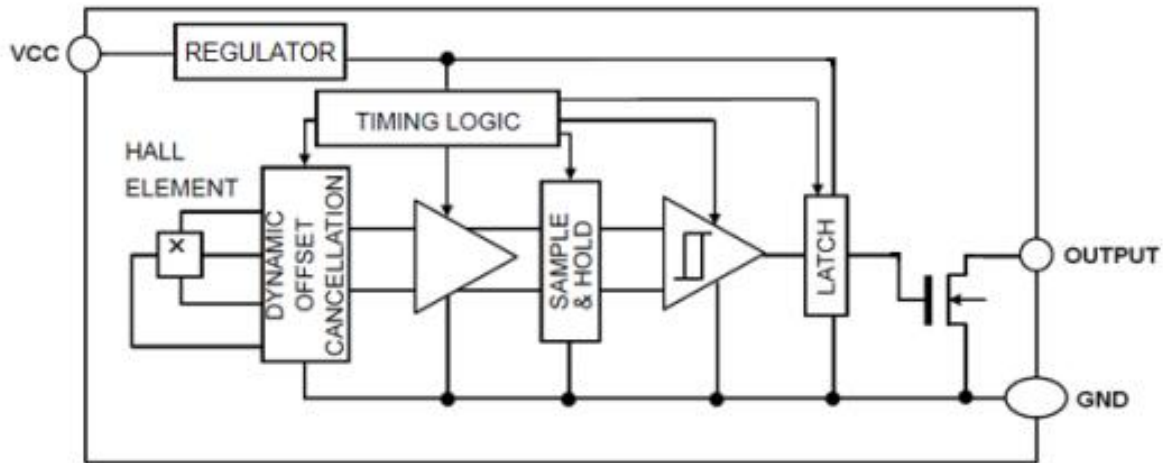 VCC
REGULATOR
TIMING LOGIC
HALL
ELEMENT
DYNAMIC
OFFSET
CANCELLATION
SAMPLE
& HOLD
LATCH
OUTPUT
GND